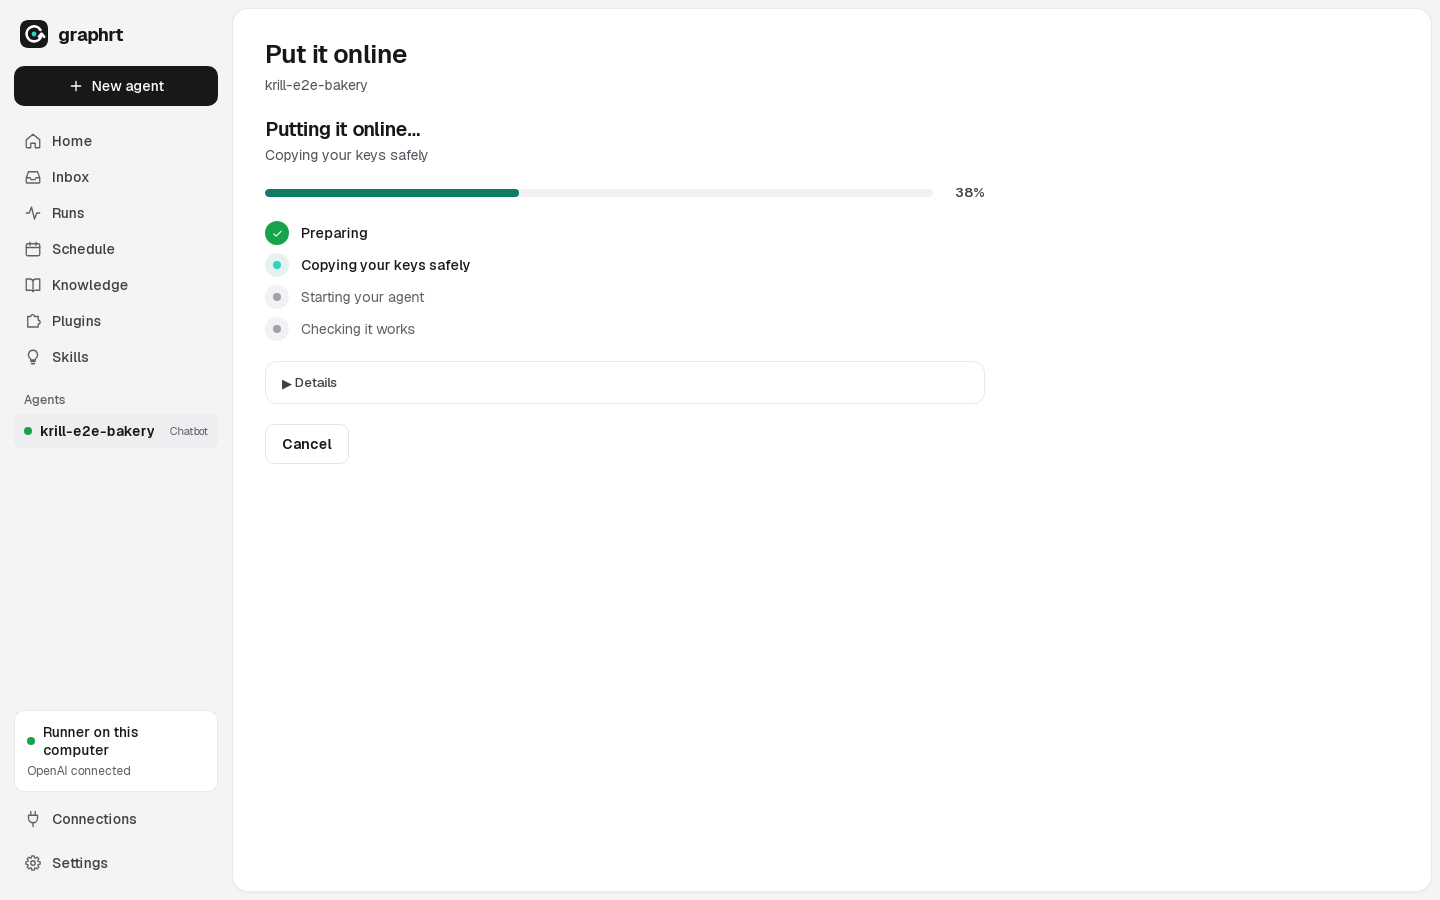 graphrt
New agent
Home
Inbox
Runs
Schedule
Knowledge
Plugins
Skills
Agents
krill-e2e-bakery Chatbot
Runner on this
computer
OpenAI connected
Connections
Settings
Put it online
krill-e2e-bakery
Putting it online...
Copying your keys safely
38%
Preparing
Copying your keys safely
Starting your agent
Checking it works
Details
Cancel